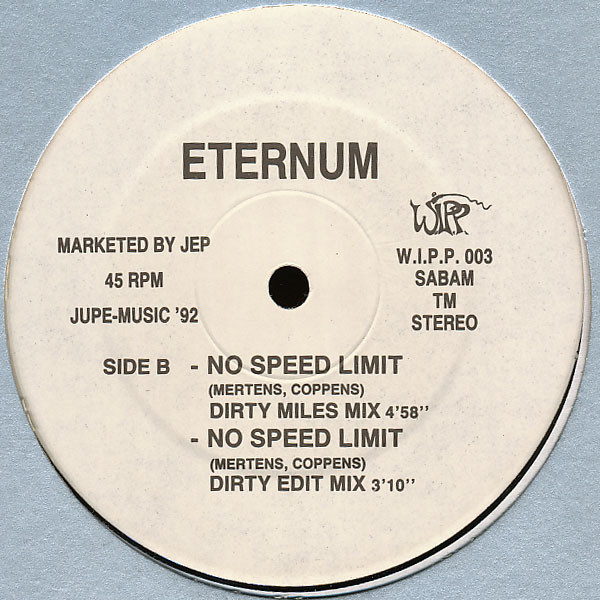 ETERNUM
W.I.P.P.
MARKETED BY JEP
W.I.P.P. 003
45 RPM
SABAM
TM
JUPE-MUSIC '92
STEREO
SIDE B - NO SPEED LIMIT
(MERTENS, COPPENS)
DIRTY MILES MIX 4'58''
- NO SPEED LIMIT
(MERTENS, COPPENS)
DIRTY EDIT MIX 3'10''